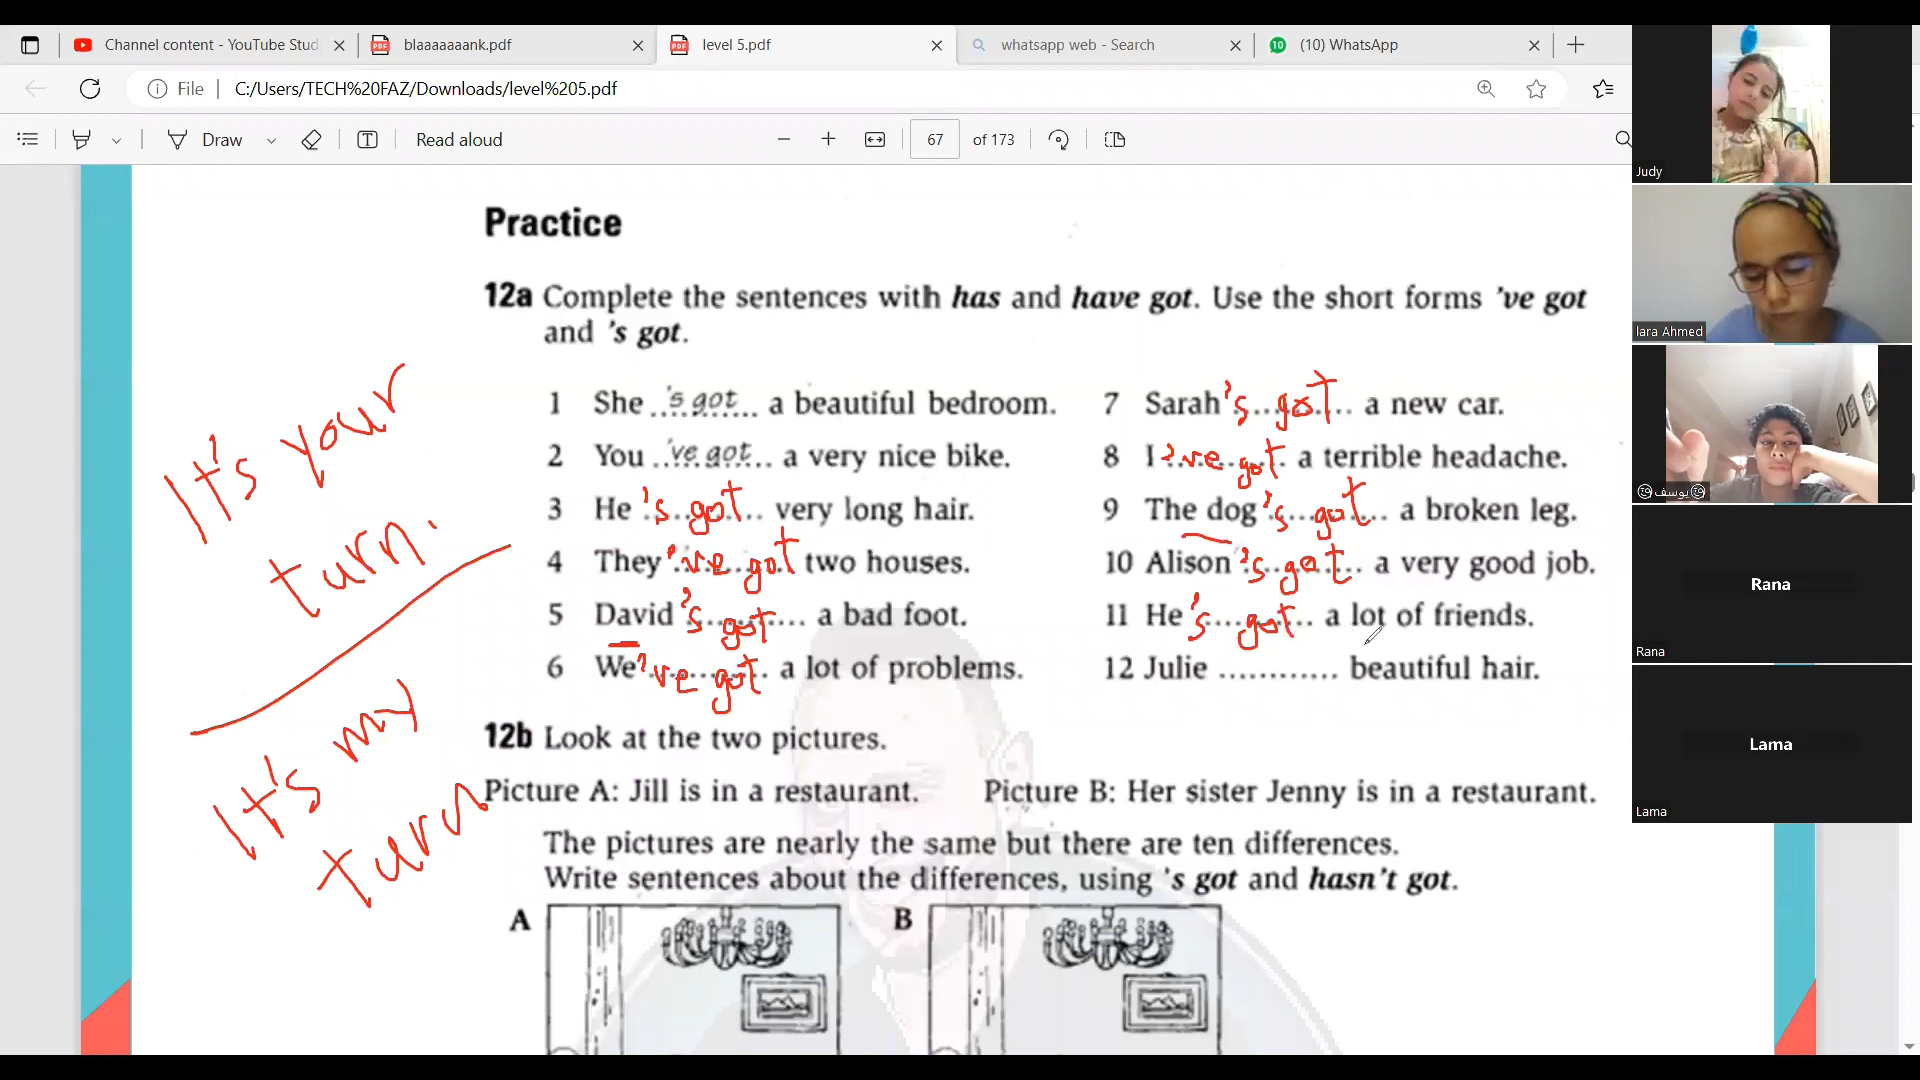 Channel content - YouTube Stud
blaaaaaaank.pdf
level 5.pdf
whatsapp web - Search
(10) WhatsApp
File
C:/Users/TECH%20FAZ/Downloads/level%205.pdf
Draw
Read aloud
67
of 173
Practice
12a Complete the sentences with has and have got. Use the short forms 've got
and 's got.
1 She 's got a beautiful bedroom.
2 You 've got a very nice bike.
3 He 's got very long hair.
4 They 've got two houses.
5 David 's got a bad foot.
6 We 've got a lot of problems.
7 Sarah 's got a new car.
8 I 've got a terrible headache.
9 The dog 's got a broken leg.
10 Alison 's got a very good job.
11 He 's got a lot of friends.
12 Julie ............ beautiful hair.
It's your
turn.
It's my
turn
12b Look at the two pictures.
Picture A: Jill is in a restaurant. Picture B: Her sister Jenny is in a restaurant.
The pictures are nearly the same but there are ten differences.
Write sentences about the differences, using 's got and hasn't got.
A
B
Judy
lara Ahmed
يوسف
Rana
Rana
Lama
Lama